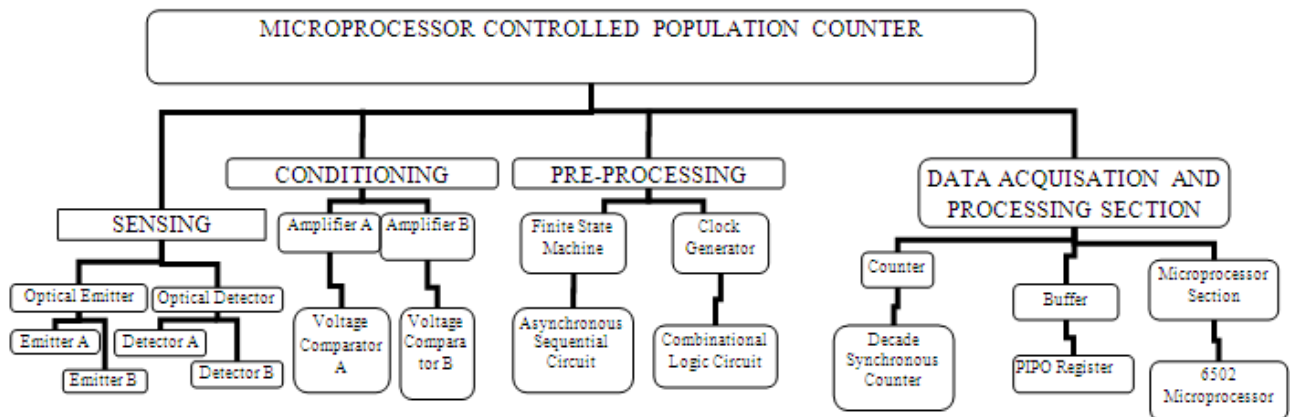 MICROPROCESSOR CONTROLLED POPULATION COUNTER
CONDITIONING
PRE-PROCESSING
DATA ACQUISATION AND
PROCESSING SECTION
SENSING
Amplifier A
Amplifier B
Finite State
Machine
Clock
Generator
Counter
Microprocessor
Section
Optical Emitter
Optical Detector
Buffer
Emitter A
Detector A
Emitter B
Detector B
Voltage
Comparator
A
Voltage
Compara
tor B
Asynchronous
Sequential
Circuit
Combinational
Logic Circuit
Decade
Synchronous
Counter
PIPO Register
6502
Microprocessor